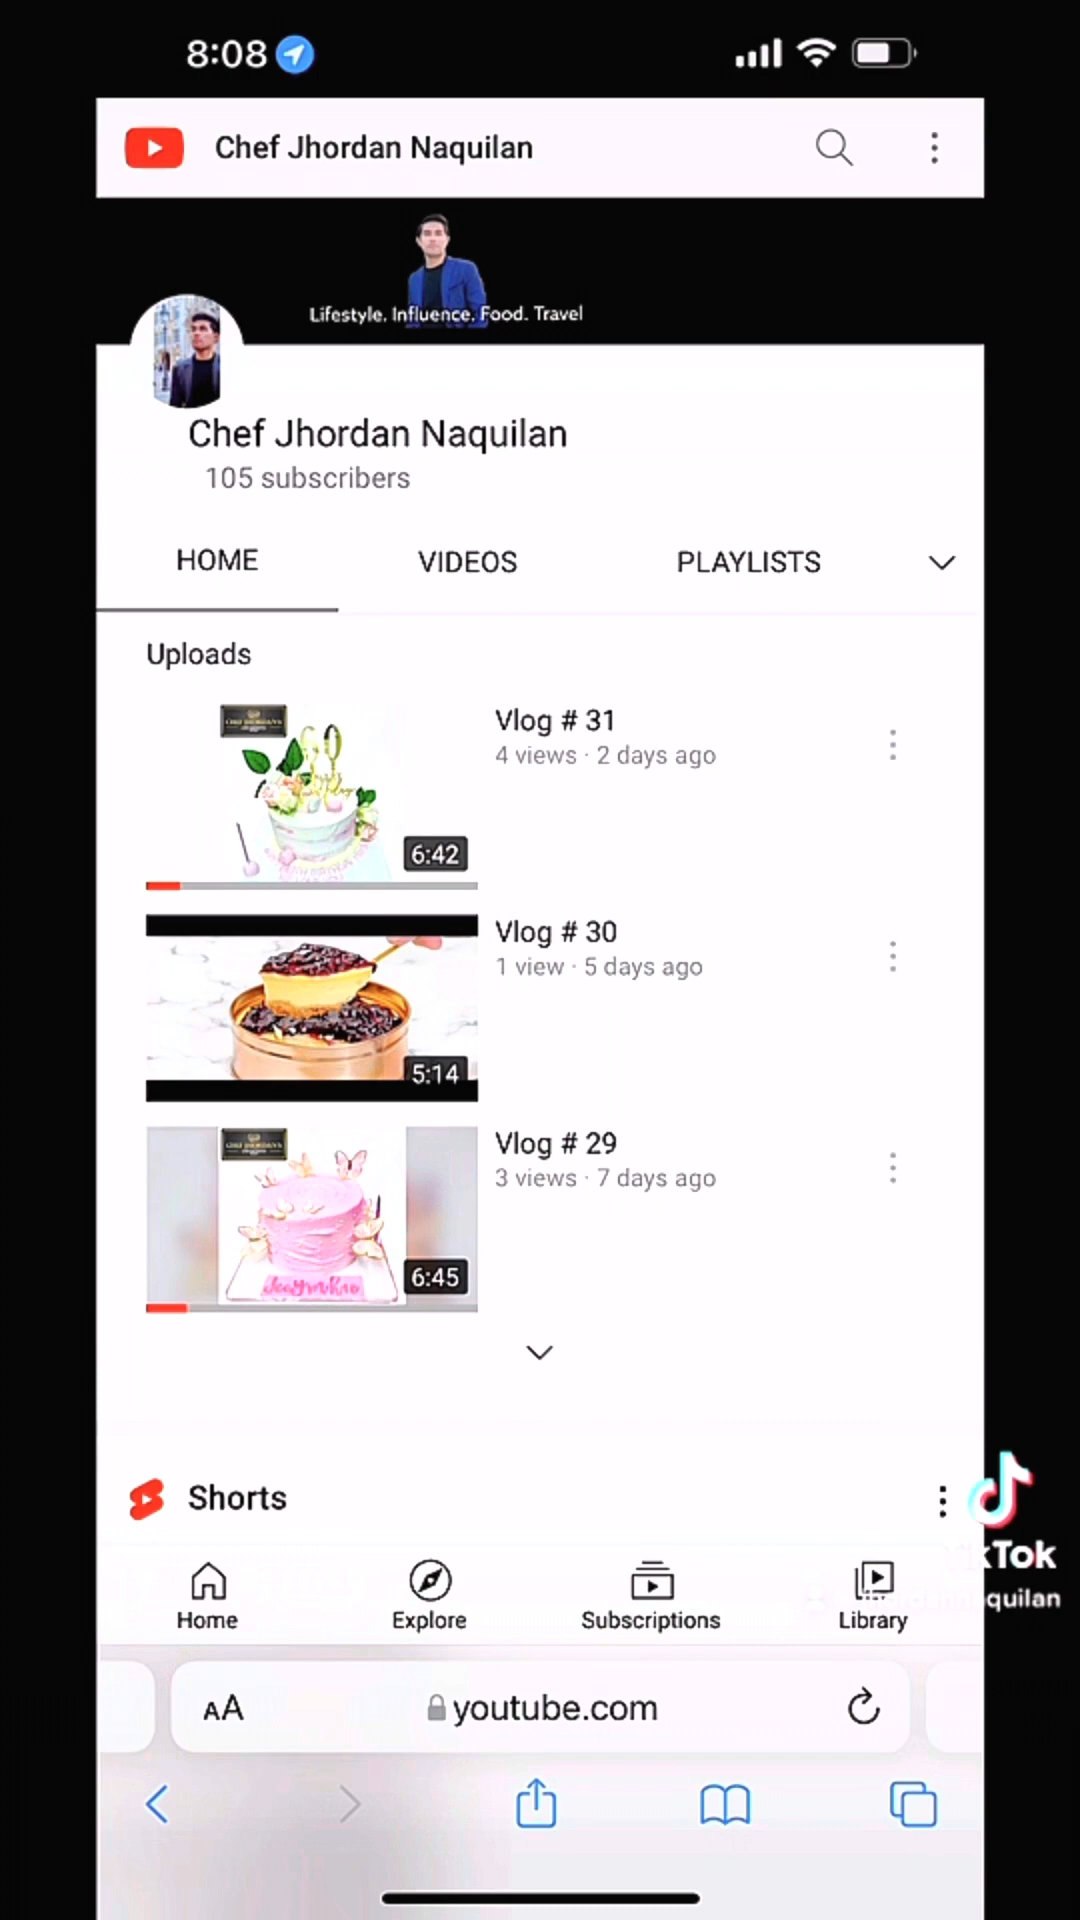 8:08
Chef Jhordan Naquilan
Lifestyle. Influence. Food. Travel
Chef Jhordan Naquilan
105 subscribers
HOME VIDEOS PLAYLISTS
Uploads
Vlog # 31
4 views · 2 days ago
6:42
Vlog # 30
1 view · 5 days ago
5:14
Vlog # 29
3 views · 7 days ago
6:45
Shorts
kTok
quilan
Home Explore Subscriptions Library
AA youtube.com